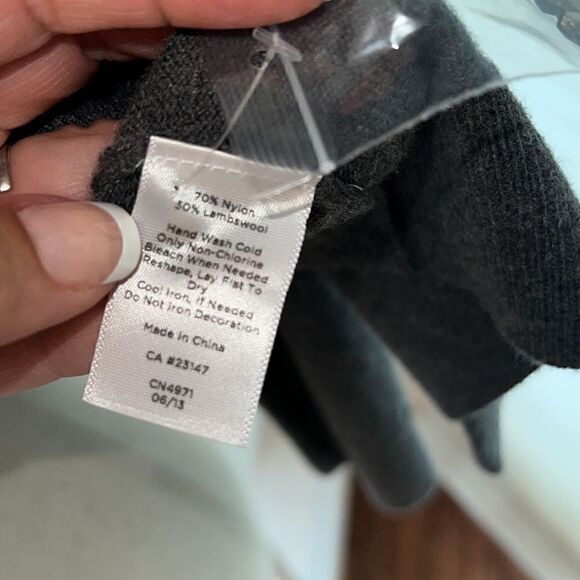 70% Nylon
30% Lambswool
Hand Wash Cold
Only Non-Chlorine
Bleach When Needed
Reshape, Lay Flat To
Dry
Cool Iron, If Needed
Do Not Iron Decoration
Made in China
CA #23147
CN4971
06/13